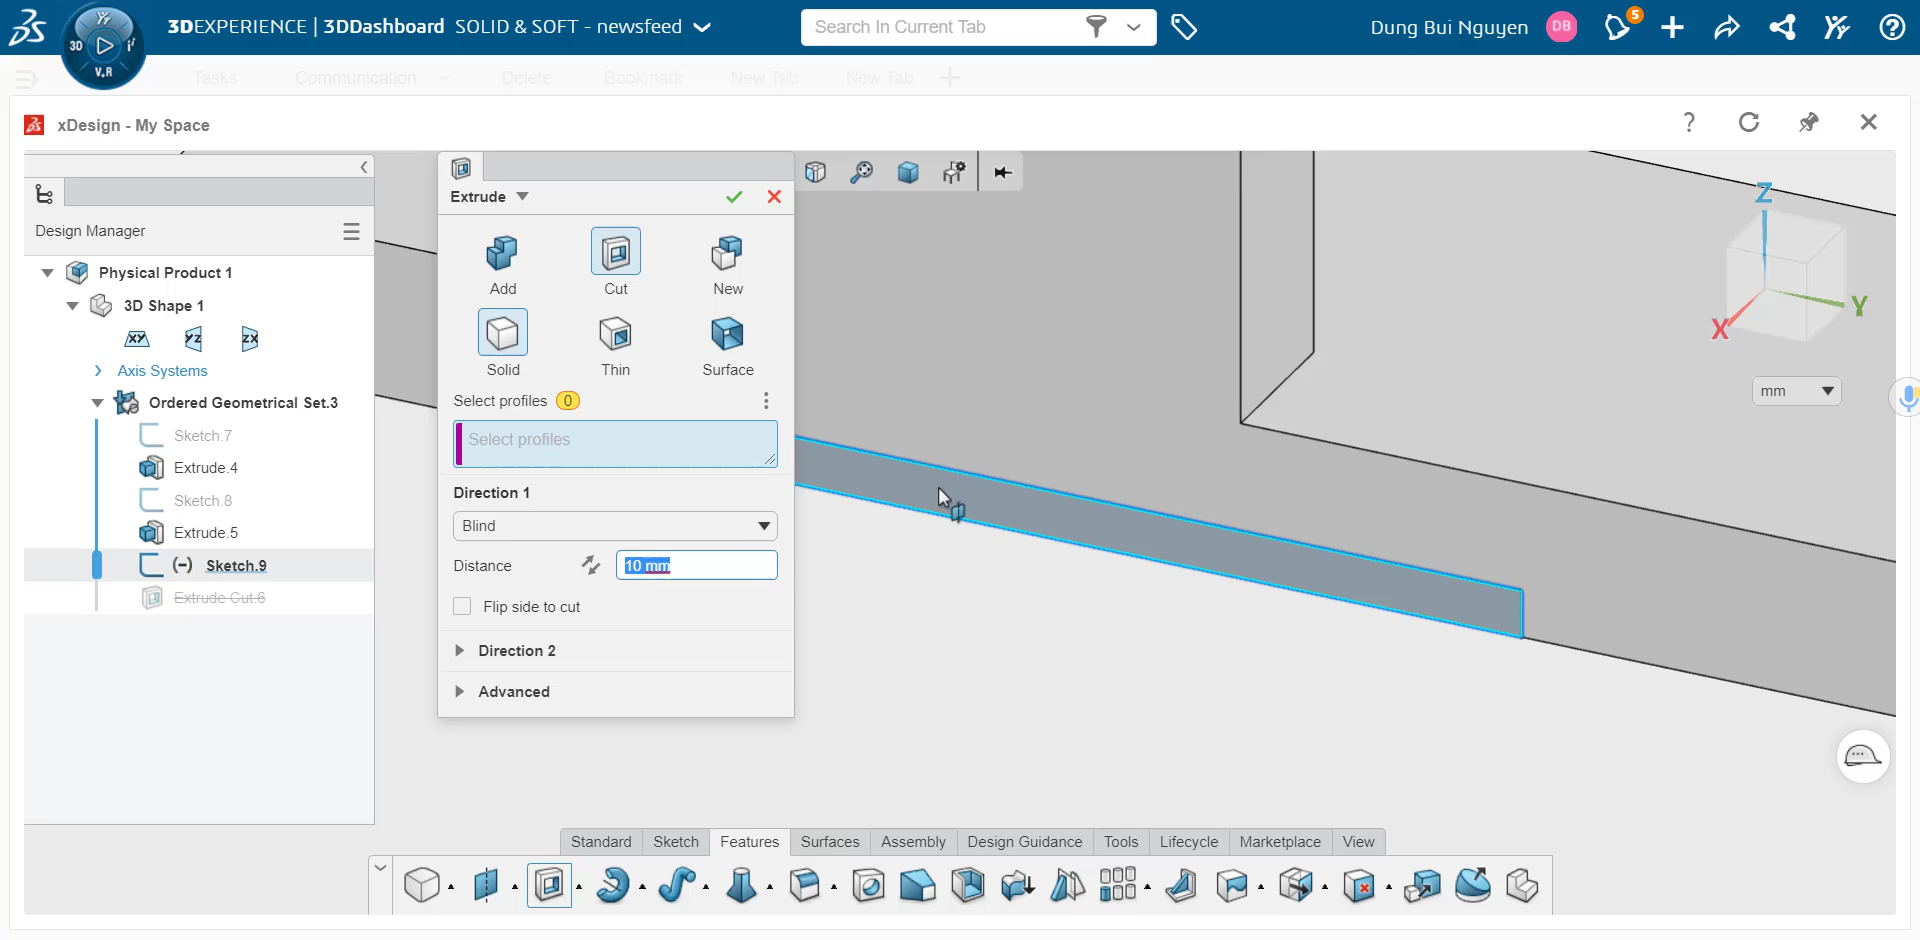 3DEXPERIENCE | 3DDashboard SOLID & SOFT - newsfeed
Search In Current Tab
Dung Bui Nguyen DB 5
3D V.R
Tasks Communication Delete Bookmark New Tab New Tab
xDesign - My Space
Design Manager
Physical Product 1
3D Shape 1
XY YZ ZX
Axis Systems
Ordered Geometrical Set.3
Sketch.7
Extrude.4
Sketch.8
Extrude.5
(-) Sketch.9
Extrude Cut.6
Extrude
Add Cut New
Solid Thin Surface
Select profiles 0
Select profiles
Direction 1
Blind
Distance 10 mm
Flip side to cut
Direction 2
Advanced
Z
Y
X
mm
Standard Sketch Features Surfaces Assembly Design Guidance Tools Lifecycle Marketplace View